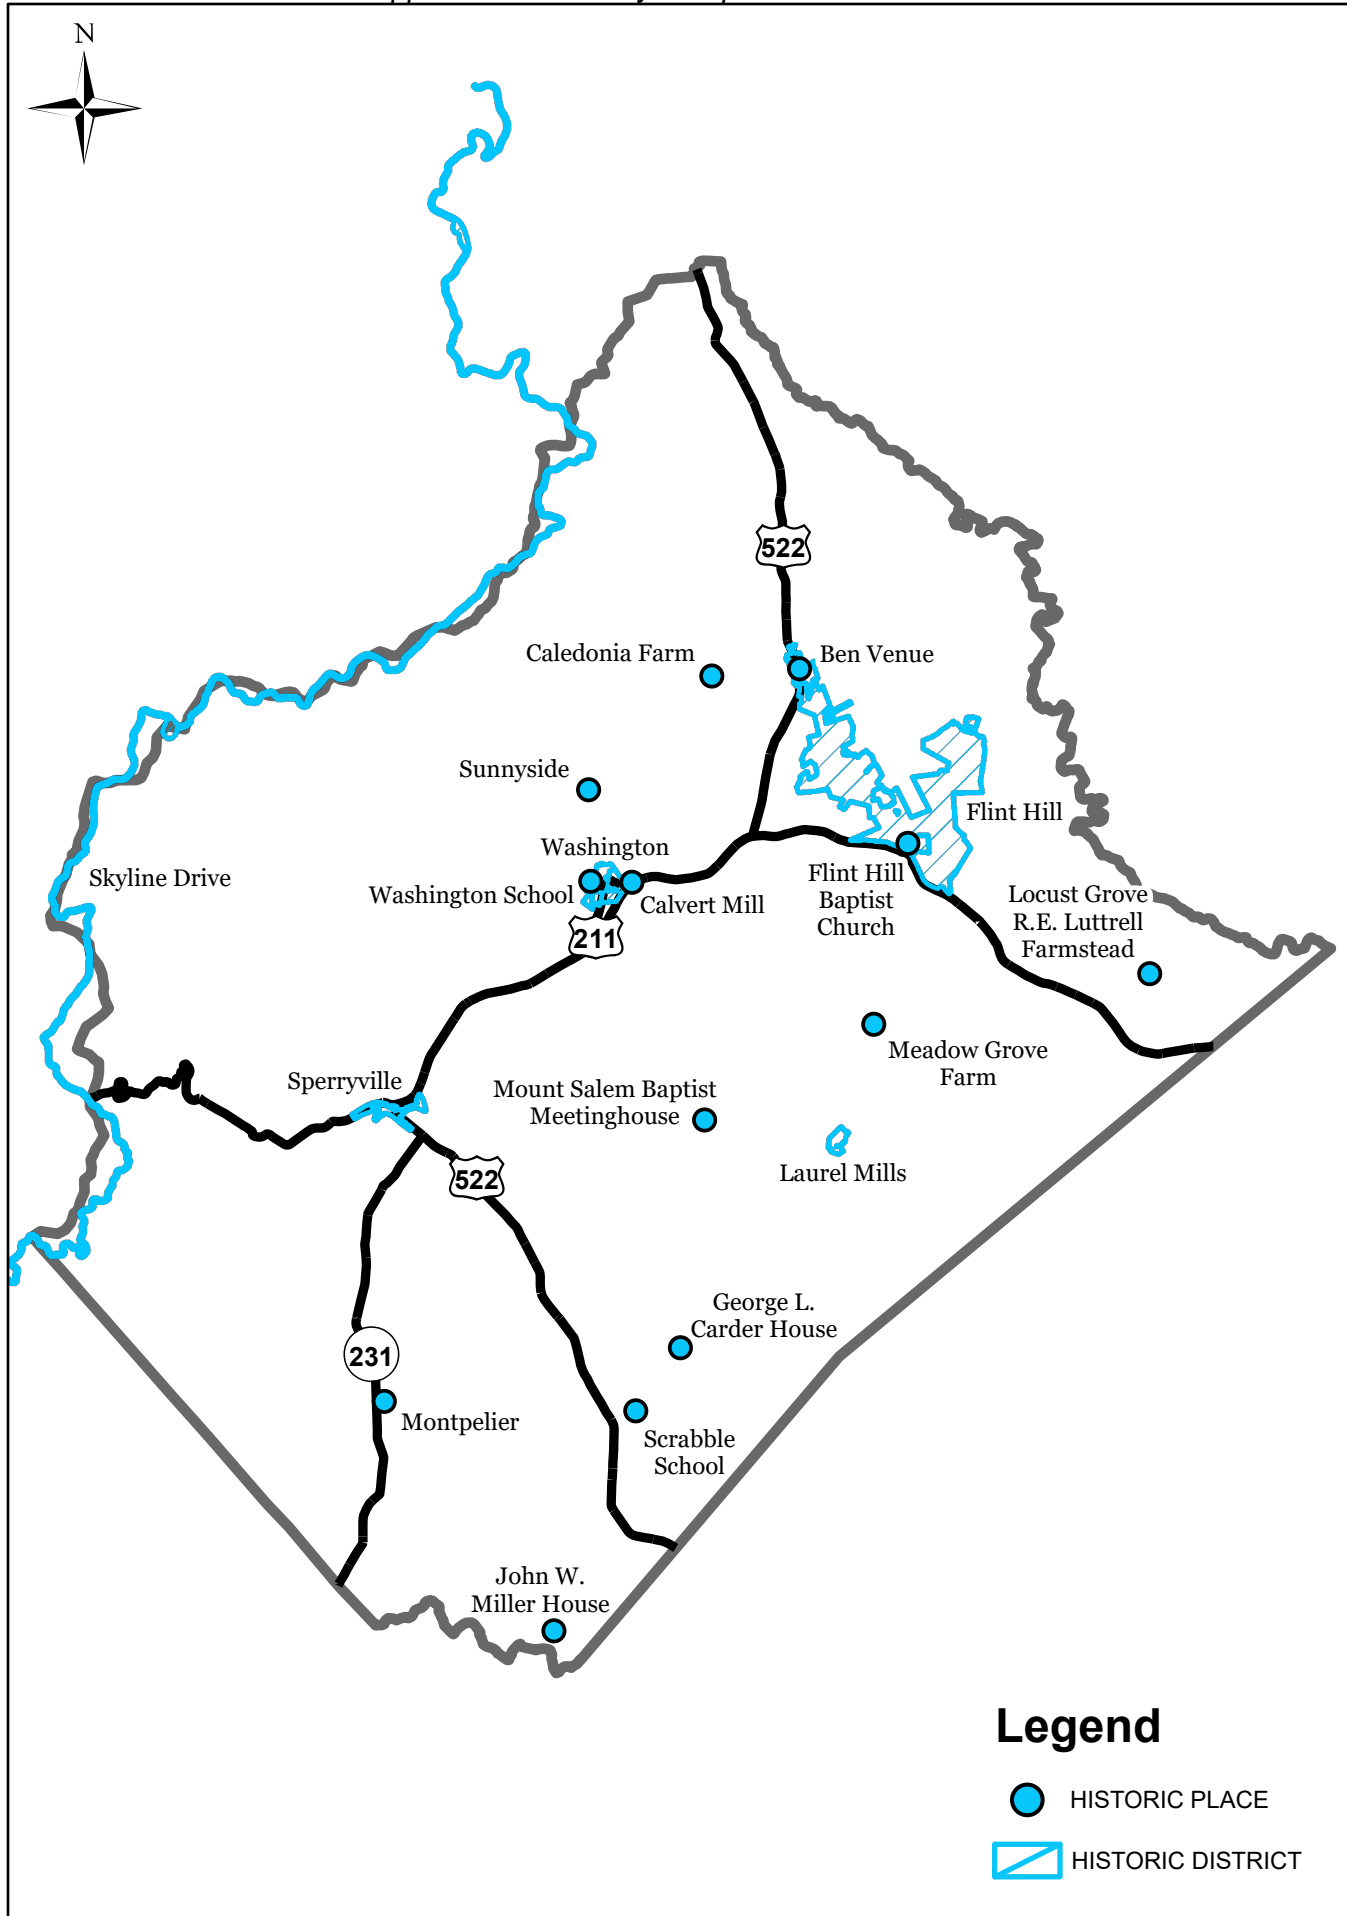 N
522
Caledonia Farm
Ben Venue
Sunnyside
Flint Hill
Washington
Skyline Drive
Washington School
Calvert Mill
Flint Hill
Baptist
Church
Locust Grove
R.E. Luttrell
Farmstead
211
Meadow Grove
Farm
Sperryville
Mount Salem Baptist
Meetinghouse
Laurel Mills
522
George L.
Carder House
231
Montpelier
Scrabble
School
John W.
Miller House
Legend
HISTORIC PLACE
HISTORIC DISTRICT